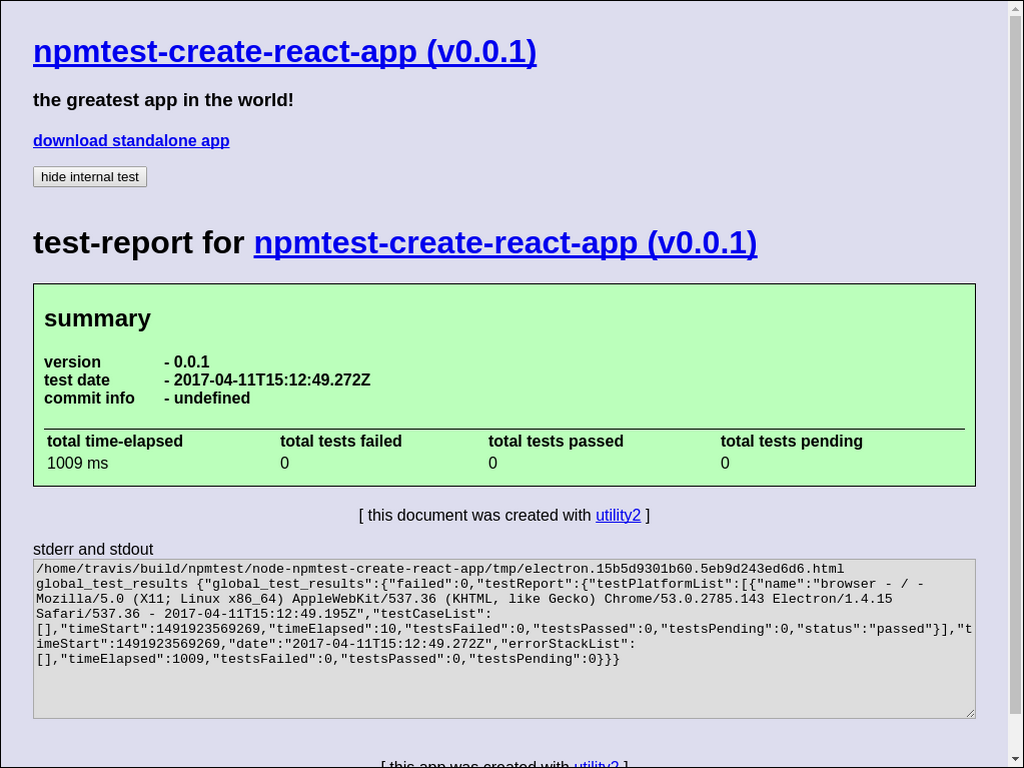 npmtest-create-react-app (v0.0.1)
the greatest app in the world!
download standalone app
hide internal test
test-report for npmtest-create-react-app (v0.0.1)
summary
version - 0.0.1
test date - 2017-04-11T15:12:49.272Z
commit info - undefined
total time-elapsed total tests failed total tests passed total tests pending
1009 ms 0 0 0
[ this document was created with utility2 ]
stderr and stdout
/home/travis/build/npmtest/node-npmtest-create-react-app/tmp/electron.15b5d9301b60.5eb9d243ed6d6.html
global_test_results {"global_test_results":{"failed":0,"testReport":{"testPlatformList":[{"name":"browser - / -
Mozilla/5.0 (X11; Linux x86_64) AppleWebKit/537.36 (KHTML, like Gecko) Chrome/53.0.2785.143 Electron/1.4.15
Safari/537.36 - 2017-04-11T15:12:49.195Z","testCaseList":
[],"timeStart":1491923569269,"timeElapsed":10,"testsFailed":0,"testsPassed":0,"testsPending":0,"status":"passed"}],"t
imeStart":1491923569269,"date":"2017-04-11T15:12:49.272Z","errorStackList":
[],"timeElapsed":1009,"testsFailed":0,"testsPassed":0,"testsPending":0}}}
[ this app was created with utility2 ]